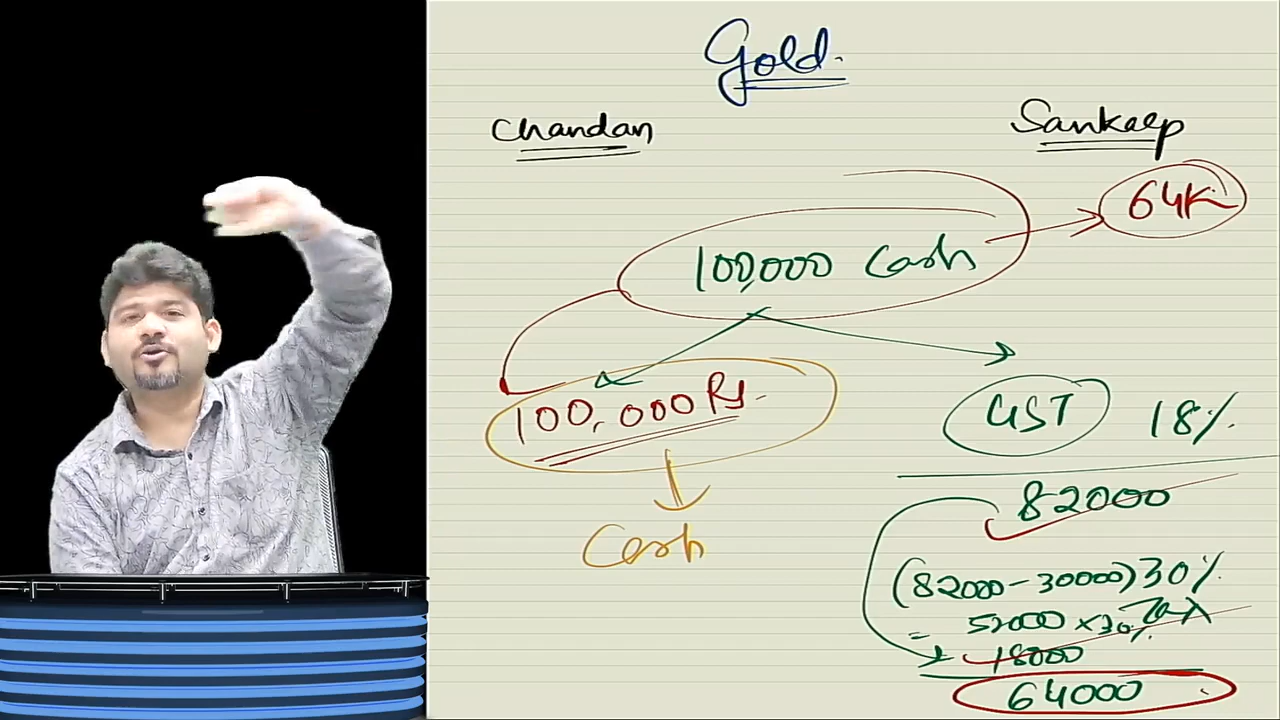 Gold.
Chandan
Sankalp
64K
100,000 Cash
100,000 Rs.
GST 18%.
82000
Cash
(82000-30000) 30%.
= 52000 x 30% Tax
18000
64000